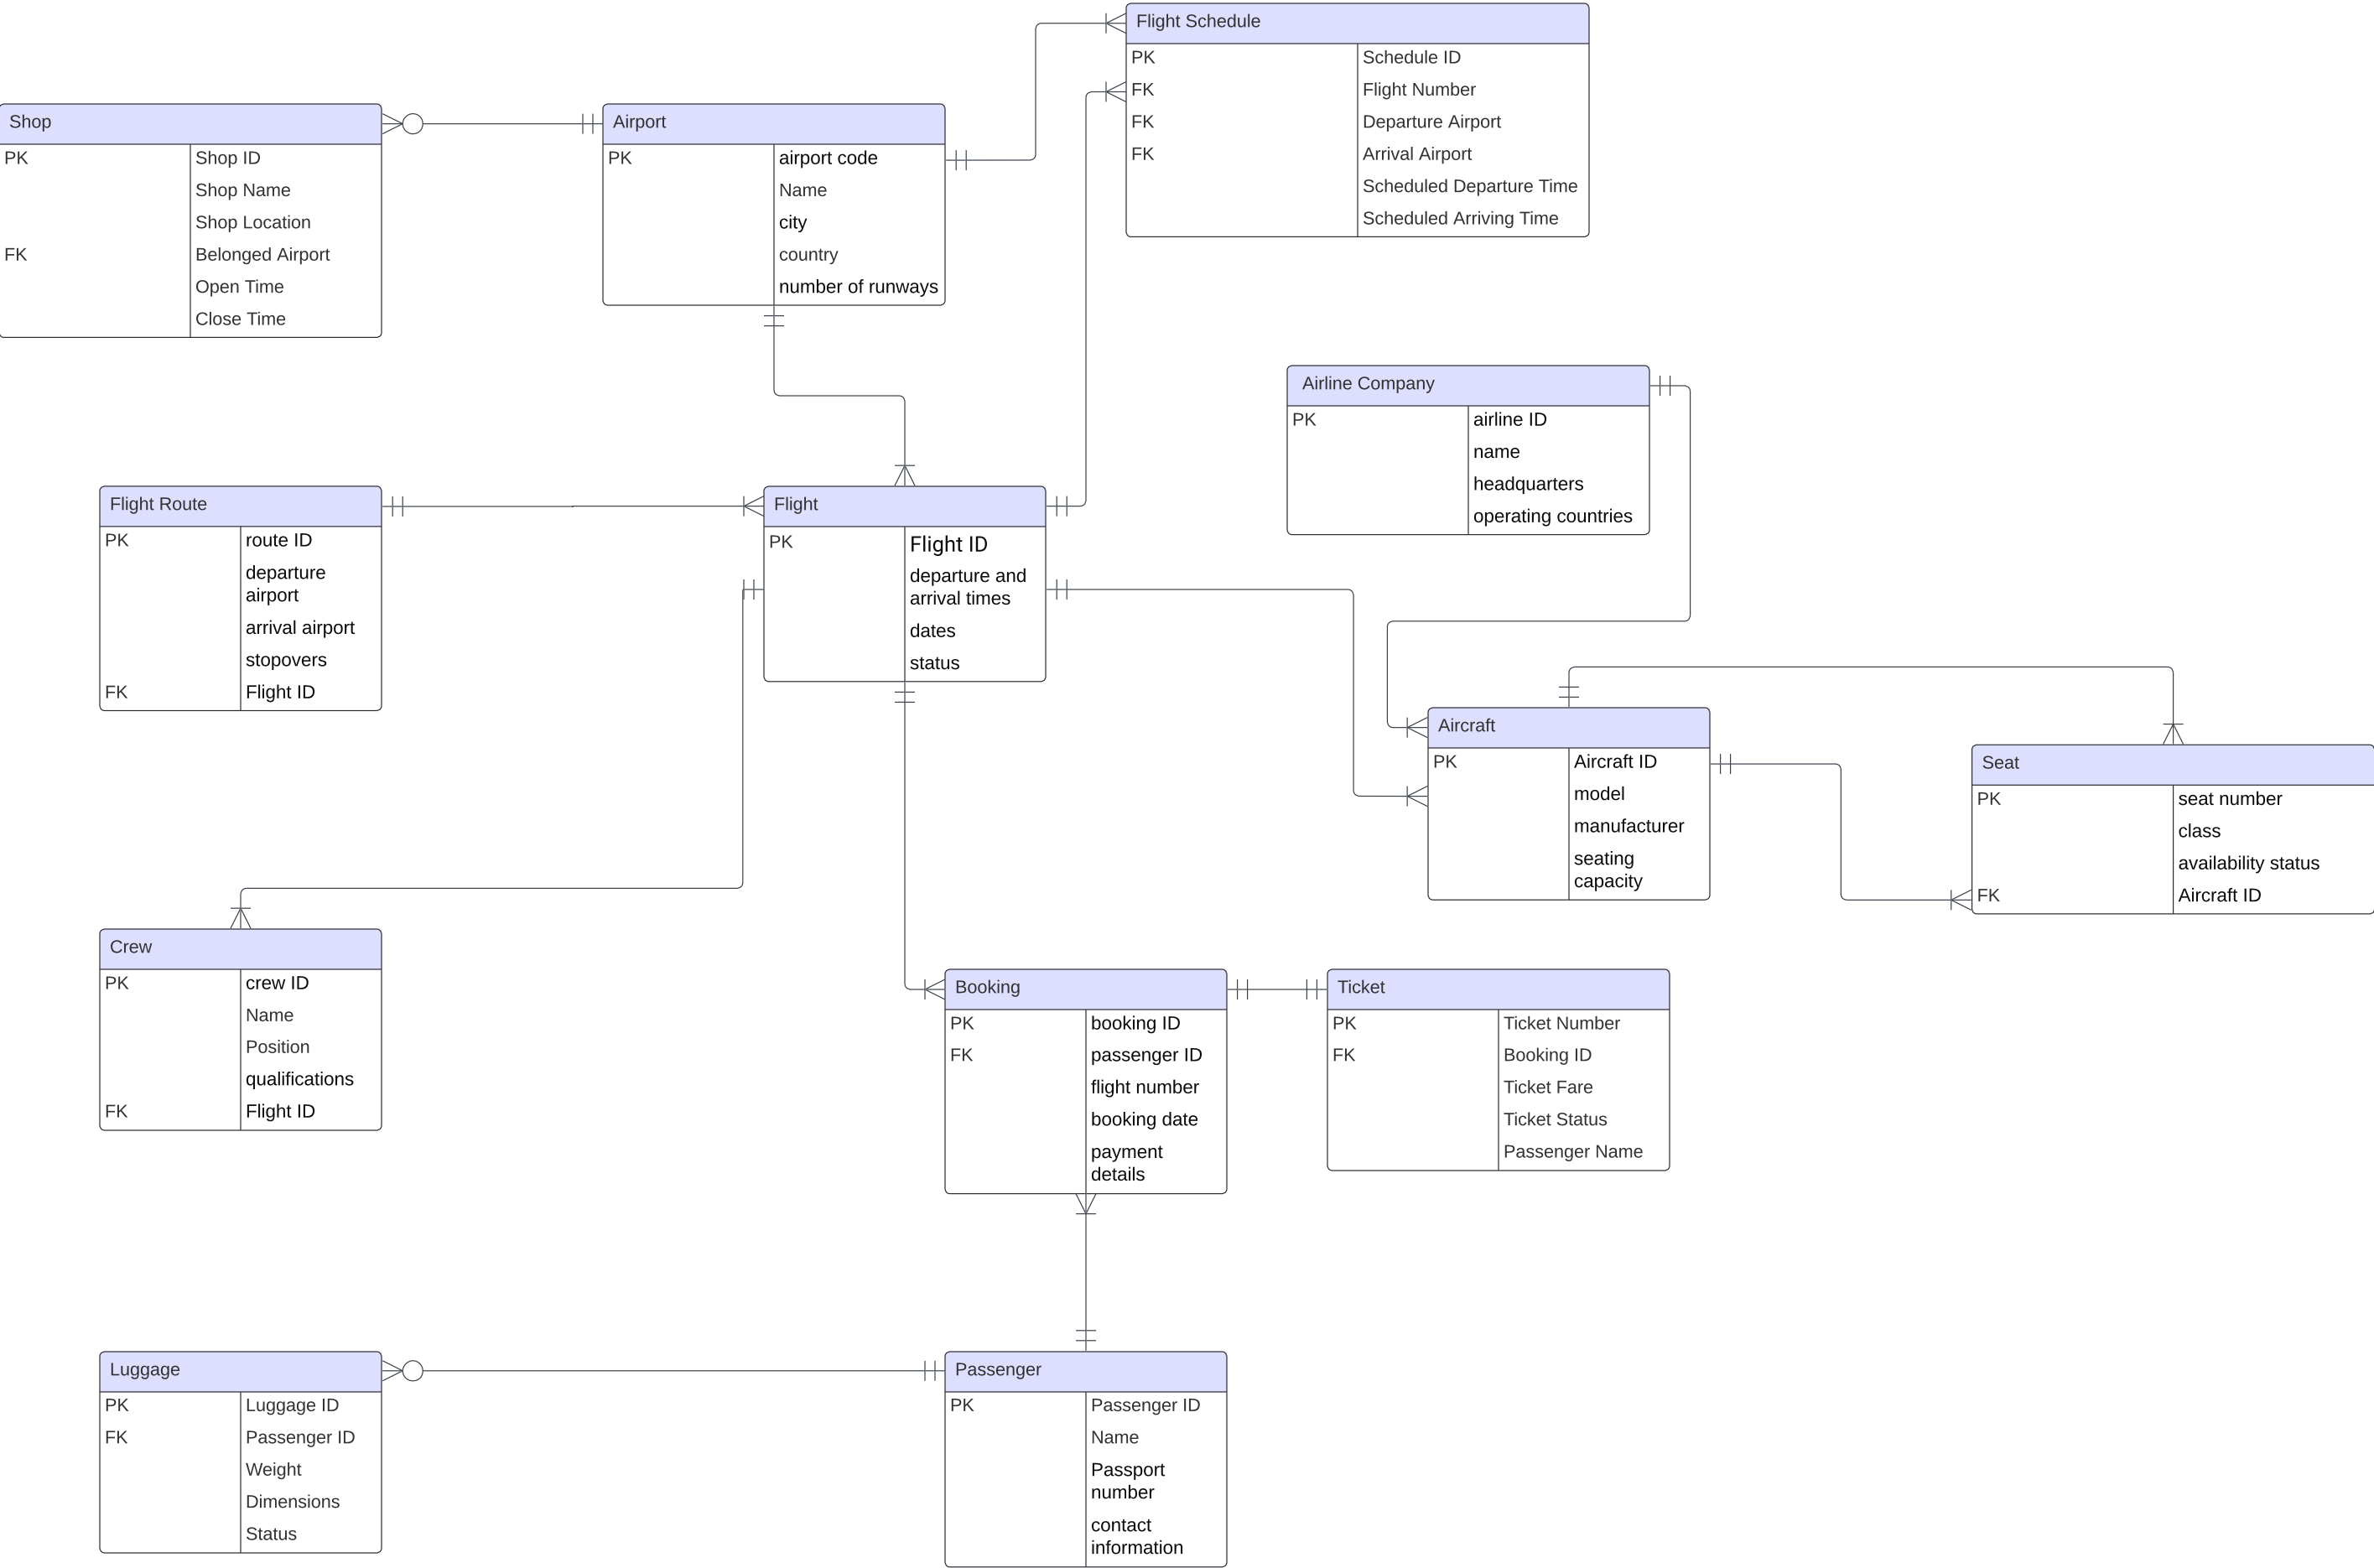 Flight Schedule
PK Schedule ID
FK Flight Number
FK Departure Airport
FK Arrival Airport
Scheduled Departure Time
Scheduled Arriving Time
Shop
PK Shop ID
Shop Name
Shop Location
FK Belonged Airport
Open Time
Close Time
Airport
PK airport code
Name
city
country
number of runways
Airline Company
PK airline ID
name
headquarters
operating countries
Flight Route
PK route ID
departure
airport
arrival airport
stopovers
FK Flight ID
Flight
PK Flight ID
departure and
arrival times
dates
status
Aircraft
PK Aircraft ID
model
manufacturer
seating
capacity
Seat
PK seat number
class
availability status
FK Aircraft ID
Crew
PK crew ID
Name
Position
qualifications
FK Flight ID
Booking
PK booking ID
FK passenger ID
flight number
booking date
payment
details
Ticket
PK Ticket Number
FK Booking ID
Ticket Fare
Ticket Status
Passenger Name
Luggage
PK Luggage ID
FK Passenger ID
Weight
Dimensions
Status
Passenger
PK Passenger ID
Name
Passport
number
contact
information